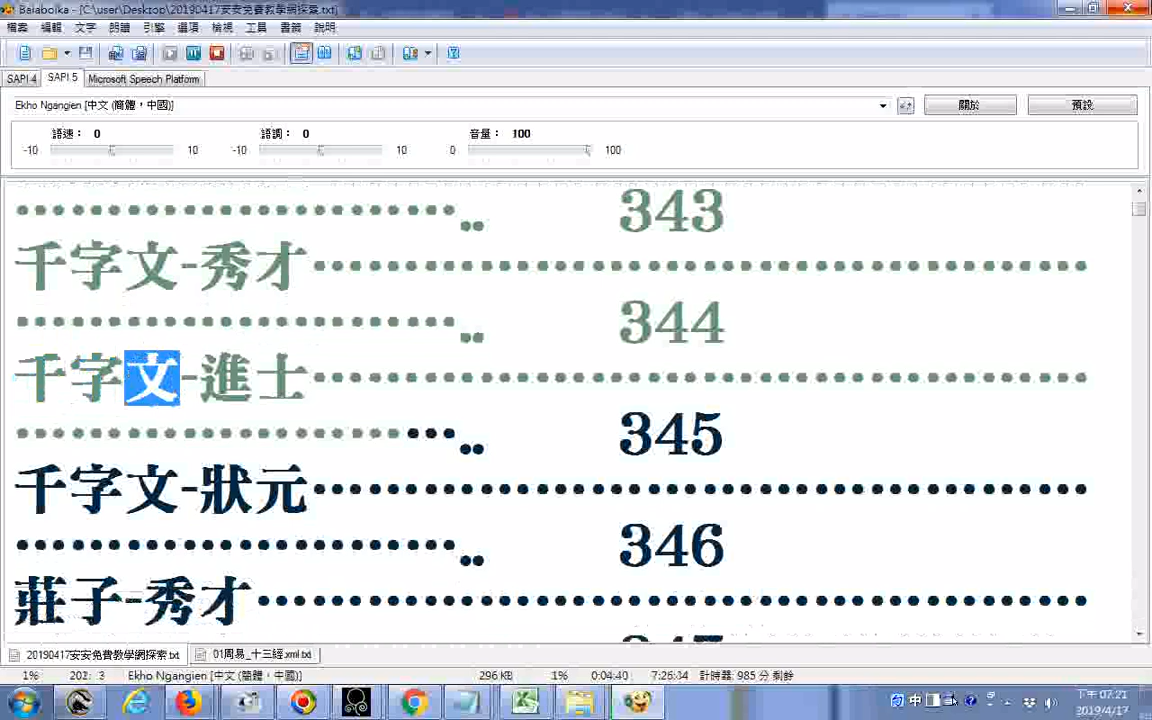 Balabolka - [C:\user\Desktop\20190417安安免費教學網探索.txt]
檔案 編輯 文字 朗讀 引擎 選項 檢視 工具 書籤 說明
SAPI 4 SAPI 5 Microsoft Speech Platform
Ekho Ngangien [中文 (簡體，中國)] 關於 預設
語速： 0 語調： 0 音量： 100
-10 10 -10 10 0 100
•••••••••••••••••••••••••.. 343
千字文-秀才••••••••••••••••••••••••••••••••••••••••••
•••••••••••••••••••••••••.. 344
千字文-進士••••••••••••••••••••••••••••••••••••••••••
•••••••••••••••••••••••••.. 345
千字文-狀元••••••••••••••••••••••••••••••••••••••••••
•••••••••••••••••••••••••.. 346
莊子-秀才•••••••••••••••••••••••••••••••••••••••••••••
20190417安安免費教學網探索.txt 01周易_十三經.xml.txt
1% 202: 3 Ekho Ngangien [中文 (簡體，中國)] 296 KB 1% 0:04:40 7:26:34 計時器: 985 分 剩餘
中 下午 07:21
2019/4/17